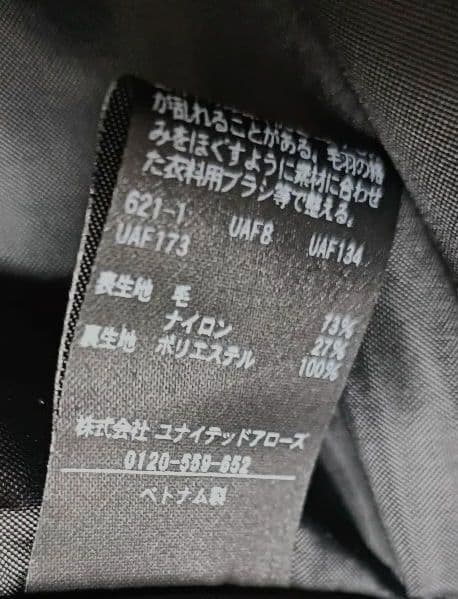 が乱れることがある。毛羽の絡
みをほぐすように素材に合わせ
た衣料用ブラシ等で整える。
621-1 UAF8 UAF134
UAF173
表生地 毛 73%
ナイロン 27%
裏生地 ポリエステル 100%
株式会社 ユナイテッドアローズ
0120-559-652
ベトナム製